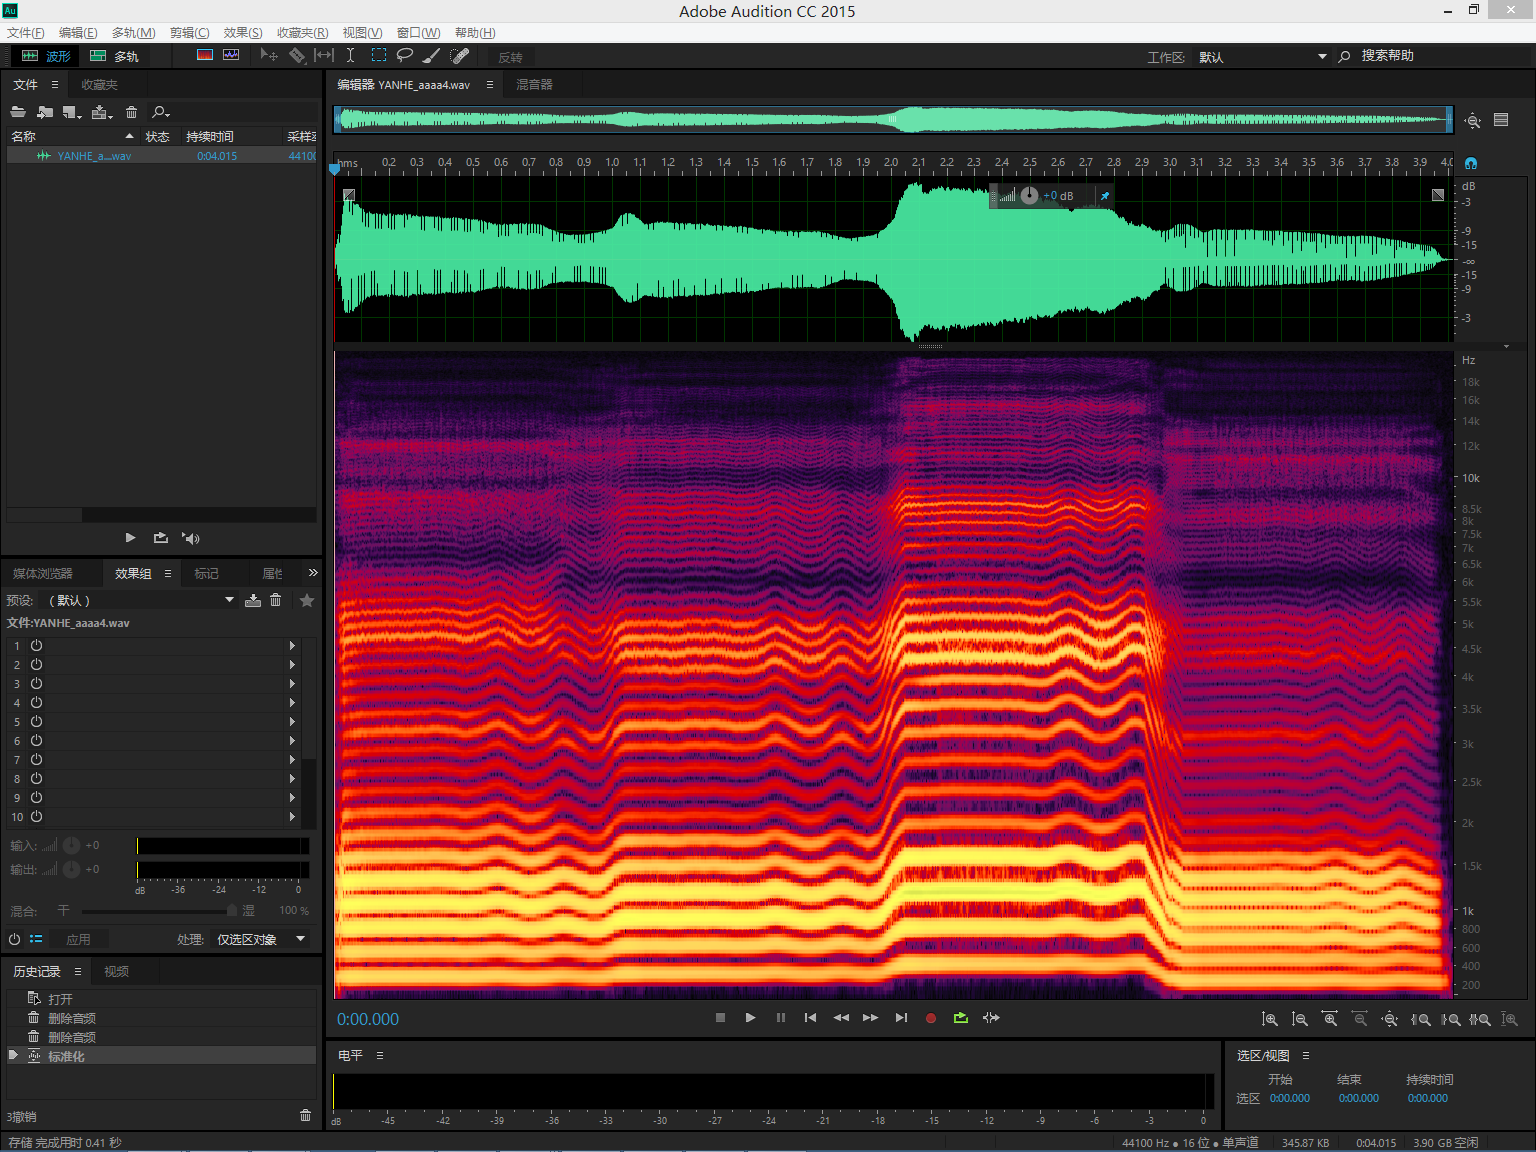 Au
Adobe Audition CC 2015
文件(F) 编辑(E) 多轨(M) 剪辑(C) 效果(S) 收藏夹(R) 视图(V) 窗口(W) 帮助(H)
波形 多轨 反转 工作区: 默认 搜索帮助
文件 收藏夹
编辑器: YANHE_aaaa4.wav 混音器
名称 状态 持续时间 采样率
YANHE_a...wav 0:04.015 44100
hms 0.2 0.3 0.4 0.5 0.6 0.7 0.8 0.9 1.0 1.1 1.2 1.3 1.4 1.5 1.6 1.7 1.8 1.9 2.0 2.1 2.2 2.3 2.4 2.5 2.6 2.7 2.8 2.9 3.0 3.1 3.2 3.3 3.4 3.5 3.6 3.7 3.8 3.9 4.0
+0 dB
dB
-3
-9
-15
-∞
-15
-9
-3
Hz
18k
16k
14k
12k
10k
8.5k
8k
7.5k
7k
6.5k
6k
5.5k
5k
4.5k
4k
3.5k
3k
2.5k
2k
1.5k
1k
800
600
400
200
媒体浏览器 效果组 标记 属性 »
预设: (默认)
文件:YANHE_aaaa4.wav
1
2
3
4
5
6
7
8
9
10
输入: +0
输出: +0
dB -36 -24 -12 0
混合: 干 湿 100 %
应用 处理: 仅选区对象
历史记录 视频
打开
删除音频
删除音频
标准化
3撤销
0:00.000
电平
dB -45 -42 -39 -36 -33 -30 -27 -24 -21 -18 -15 -12 -9 -6 -3 0
选区/视图
开始 结束 持续时间
选区 0:00.000 0:00.000 0:00.000
存储 完成用时 0.41 秒
44100 Hz ● 16 位 ● 单声道 345.87 KB 0:04.015 3.90 GB 空闲